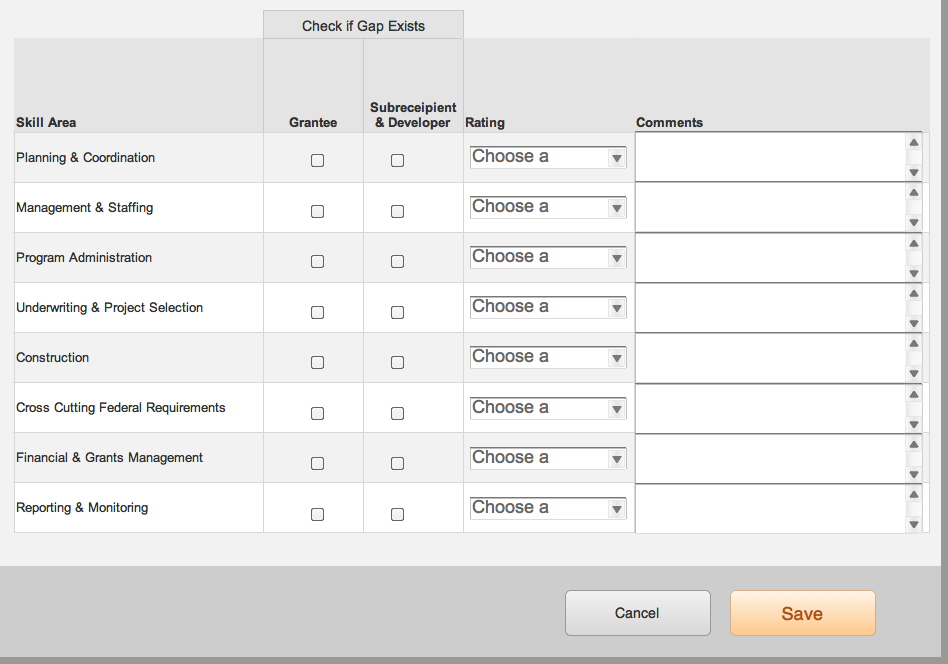 Check if Gap Exists
Skill Area
Grantee
Subreceipient
& Developer
Rating
Comments
Planning & Coordination
Choose a
Management & Staffing
Choose a
Program Administration
Choose a
Underwriting & Project Selection
Choose a
Construction
Choose a
Cross Cutting Federal Requirements
Choose a
Financial & Grants Management
Choose a
Reporting & Monitoring
Choose a
Cancel
Save